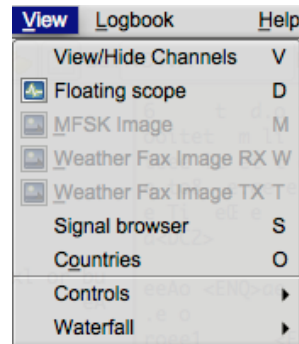 View Logbook Help
View/Hide Channels V
Floating scope D
MFSK Image M
Weather Fax Image RX W
Weather Fax Image TX T
Signal browser S
Countries O
Controls
Waterfall